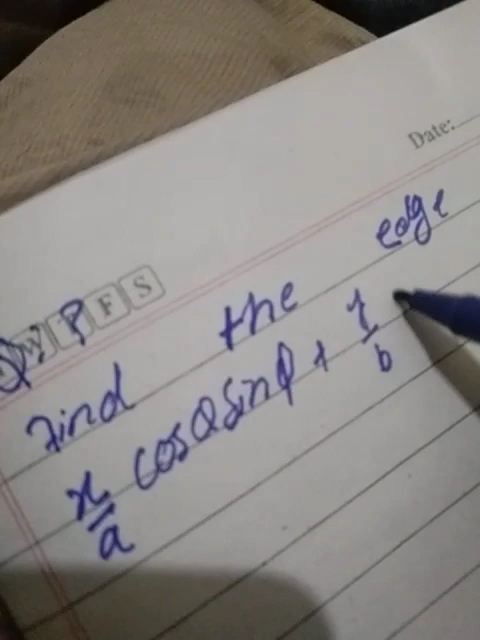 Date:
Q: P
W T F S
Find the edge
x/a cosθ sinφ + y/b